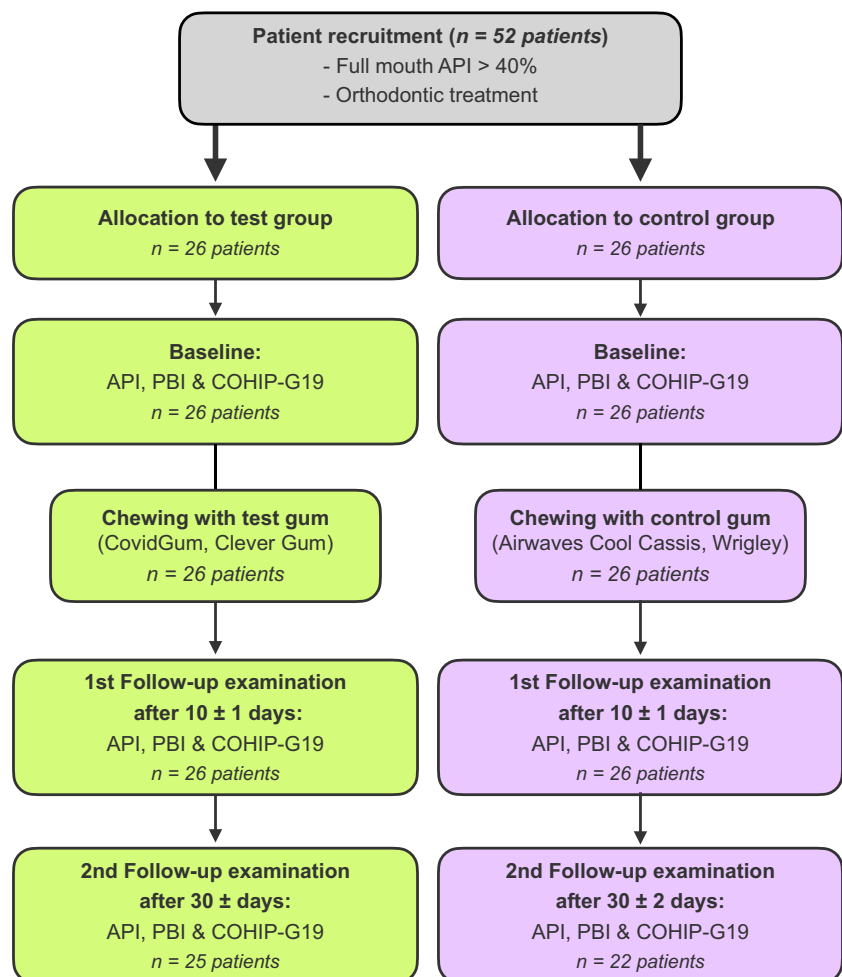 Patient recruitment (n = 52 patients)
- Full mouth API > 40%
- Orthodontic treatment
Allocation to test group
n = 26 patients
Allocation to control group
n = 26 patients
Baseline:
API, PBI & COHIP-G19
n = 26 patients
Baseline:
API, PBI & COHIP-G19
n = 26 patients
Chewing with test gum
(CovidGum, Clever Gum)
n = 26 patients
Chewing with control gum
(Airwaves Cool Cassis, Wrigley)
n = 26 patients
1st Follow-up examination
after 10 ± 1 days:
API, PBI & COHIP-G19
n = 26 patients
1st Follow-up examination
after 10 ± 1 days:
API, PBI & COHIP-G19
n = 26 patients
2nd Follow-up examination
after 30 ± days:
API, PBI & COHIP-G19
n = 25 patients
2nd Follow-up examination
after 30 ± 2 days:
API, PBI & COHIP-G19
n = 22 patients